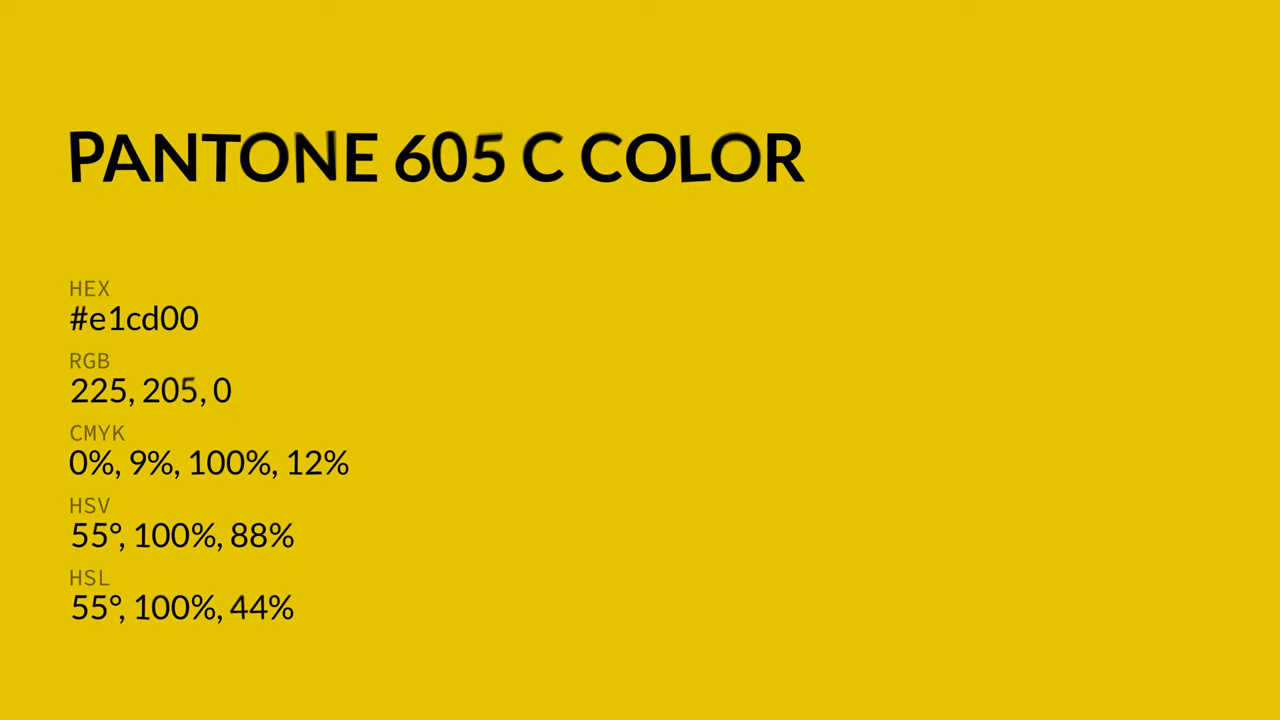 PANTONE 605 C COLOR
HEX
#e1cd00
RGB
225, 205, 0
CMYK
0%, 9%, 100%, 12%
HSV
55°, 100%, 88%
HSL
55°, 100%, 44%